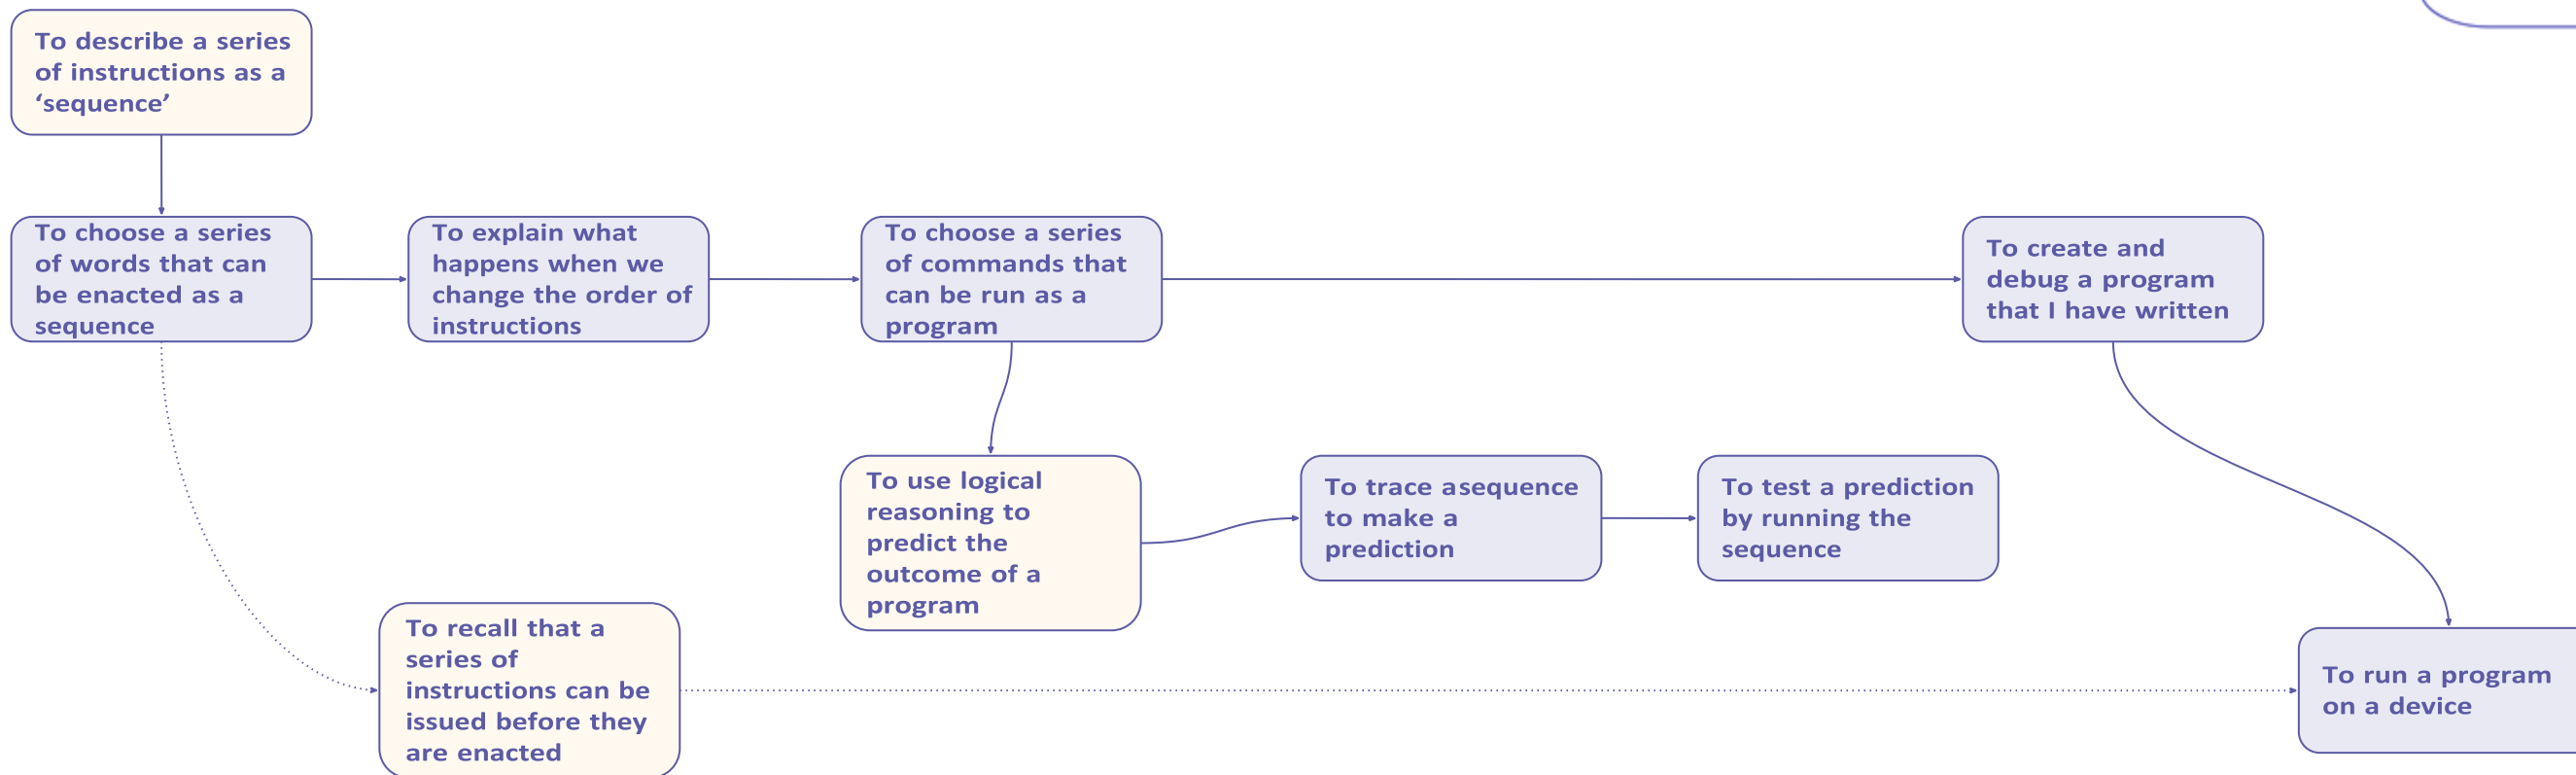 To describe a series
of instructions as a
‘sequence’
To choose a series
of words that can
be enacted as a
sequence
To explain what
happens when we
change the order of
instructions
To choose a series
of commands that
can be run as a
program
To create and
debug a program
that I have written
To use logical
reasoning to
predict the
outcome of a
program
To trace asequence
to make a
prediction
To test a prediction
by running the
sequence
To recall that a
series of
instructions can be
issued before they
are enacted
To run a program
on a device